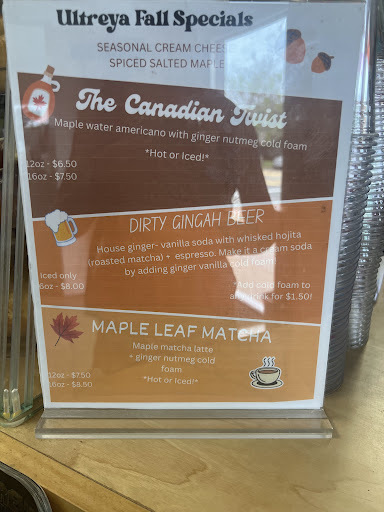 Ultreya Fall Specials
SEASONAL CREAM CHEES
SPICED SALTED MAPLE
The Canadian Twist
Maple water americano with ginger nutmeg cold foam
*Hot or Iced!*
12oz - $6.50
16oz - $7.50
DIRTY GINGAH BEER
House ginger- vanilla soda with whisked hojita
(roasted matcha) + espresso. Make it a cream soda
by adding ginger vanilla cold foam!
Iced only
6oz - $8.00
*Add cold foam to
any drink for $1.50!
MAPLE LEAF MATCHA
Maple matcha latte
+ ginger nutmeg cold
foam
*Hot or Iced!*
12oz - $7.50
16oz - $8.50